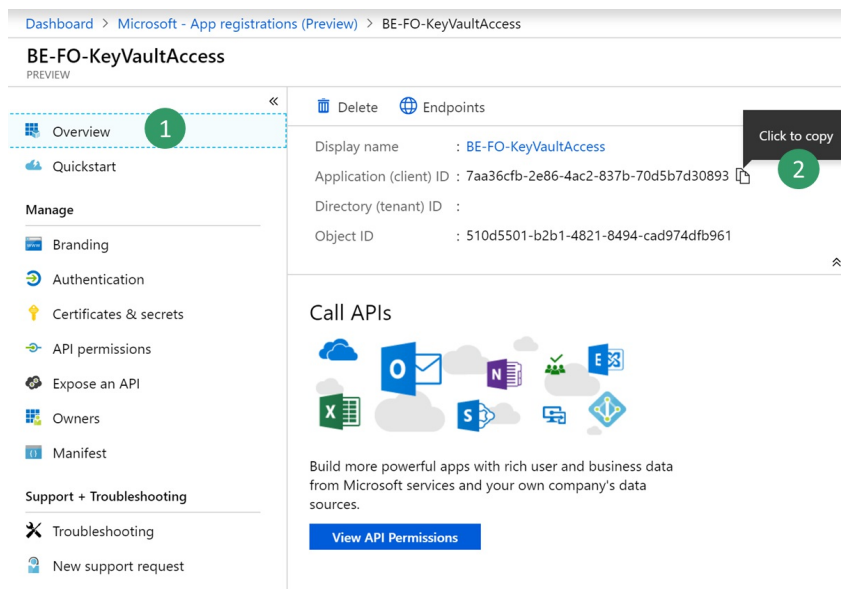 Dashboard > Microsoft - App registrations (Preview) > BE-FO-KeyVaultAccess
BE-FO-KeyVaultAccess
PREVIEW
«
Overview 1
Quickstart
Manage
www Branding
Authentication
Certificates & secrets
API permissions
Expose an API
Owners
Manifest
Support + Troubleshooting
Troubleshooting
New support request
Delete Endpoints
Click to copy
2
Display name : BE-FO-KeyVaultAccess
Application (client) ID : 7aa36cfb-2e86-4ac2-837b-70d5b7d30893
Directory (tenant) ID :
Object ID : 510d5501-b2b1-4821-8494-cad974dfb961
Call APIs
O N E X S
Build more powerful apps with rich user and business data
from Microsoft services and your own company's data
sources.
View API Permissions